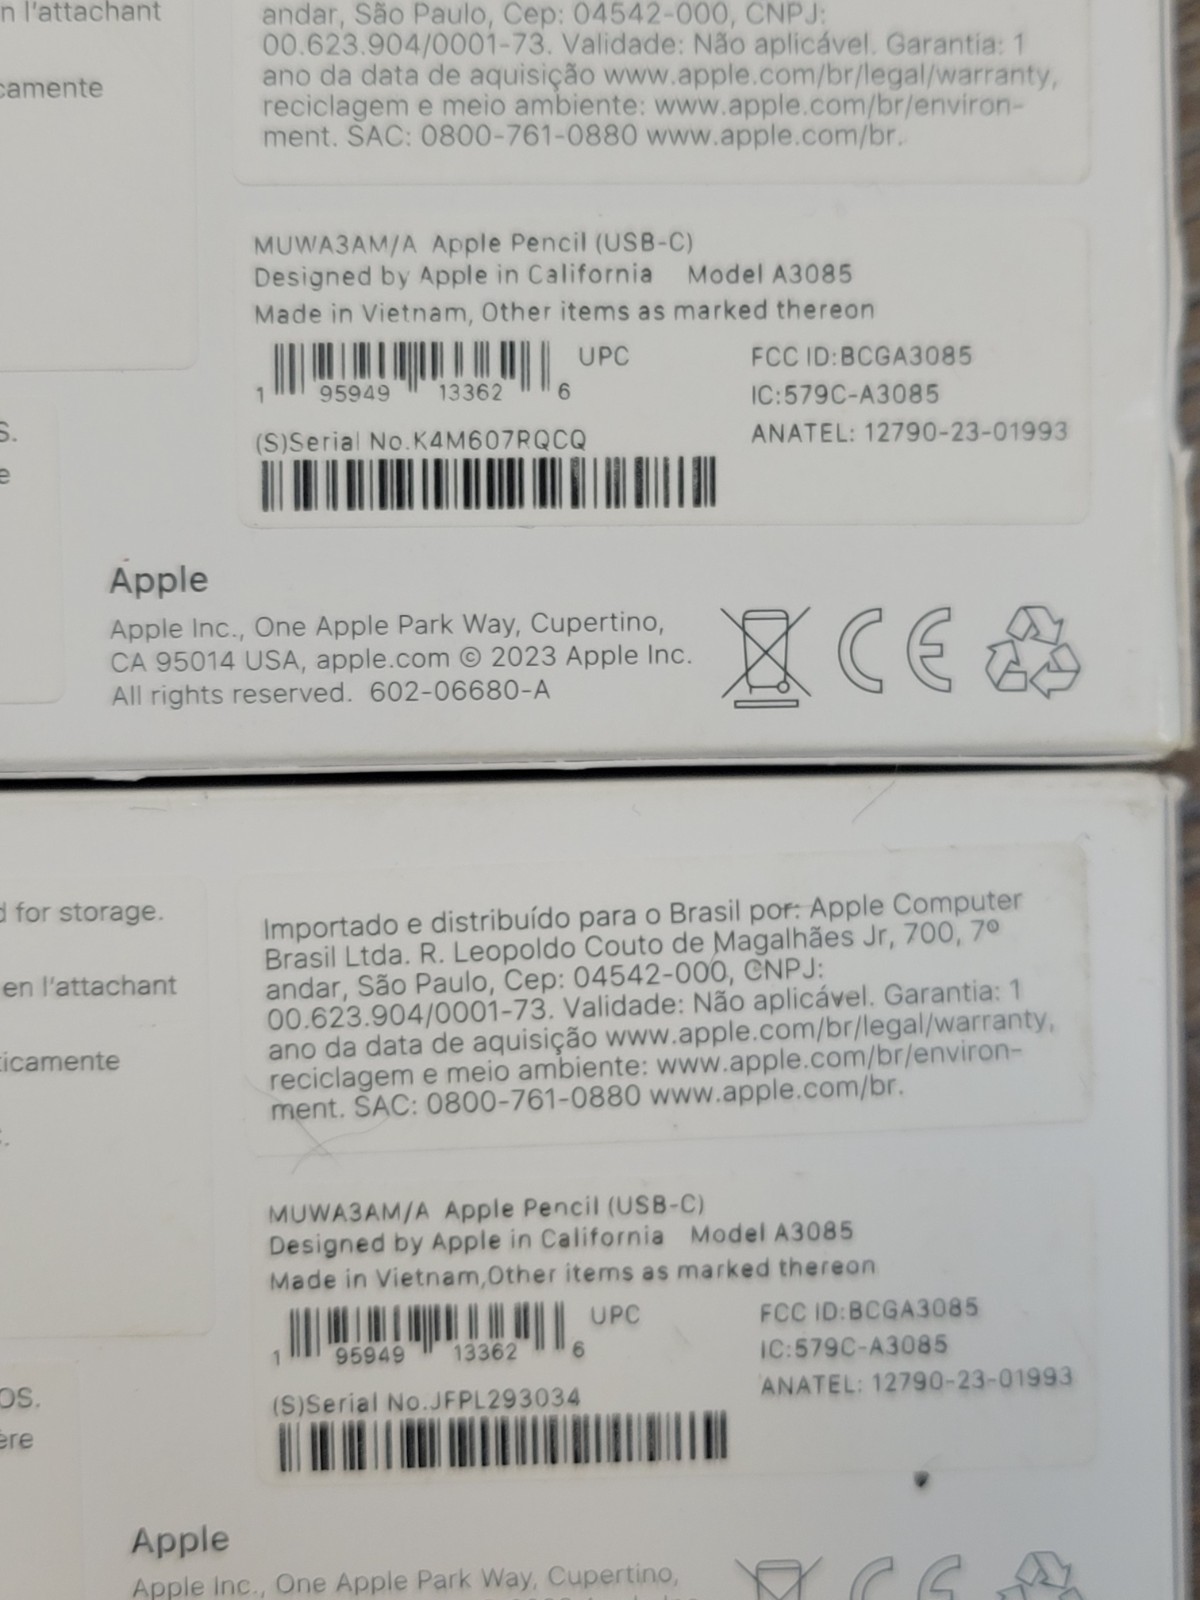 n l'attachant
camente
S.
e
andar, São Paulo, Cep: 04542-000, CNPJ:
00.623.904/0001-73. Validade: Não aplicável. Garantia: 1
ano da data de aquisição www.apple.com/br/legal/warranty,
reciclagem e meio ambiente: www.apple.com/br/environ-
ment. SAC: 0800-761-0880 www.apple.com/br.
MUWA3AM/A Apple Pencil (USB-C)
Designed by Apple in California Model A3085
Made in Vietnam, Other items as marked thereon
UPC
1 95949 13362 6
FCC ID:BCGA3085
IC:579C-A3085
ANATEL: 12790-23-01993
(S)Serial No.K4M607RQCQ
Apple
Apple Inc., One Apple Park Way, Cupertino,
CA 95014 USA, apple.com © 2023 Apple Inc.
All rights reserved. 602-06680-A
CE
d for storage.
en l'attachant
ticamente
OS.
ère
Importado e distribuído para o Brasil por: Apple Computer
Brasil Ltda. R. Leopoldo Couto de Magalhães Jr, 700, 7º
andar, São Paulo, Cep: 04542-000, CNPJ:
00.623.904/0001-73. Validade: Não aplicável. Garantia: 1
ano da data de aquisição www.apple.com/br/legal/warranty,
reciclagem e meio ambiente: www.apple.com/br/environ-
ment. SAC: 0800-761-0880 www.apple.com/br.
MUWA3AM/A Apple Pencil (USB-C)
Designed by Apple in California Model A3085
Made in Vietnam,Other items as marked thereon
UPC
1 95949 13362 6
FCC ID:BCGA3085
IC:579C-A3085
ANATEL: 12790-23-01993
(S)Serial No.JFPL293034
Apple
Apple Inc., One Apple Park Way, Cupertino,
CE